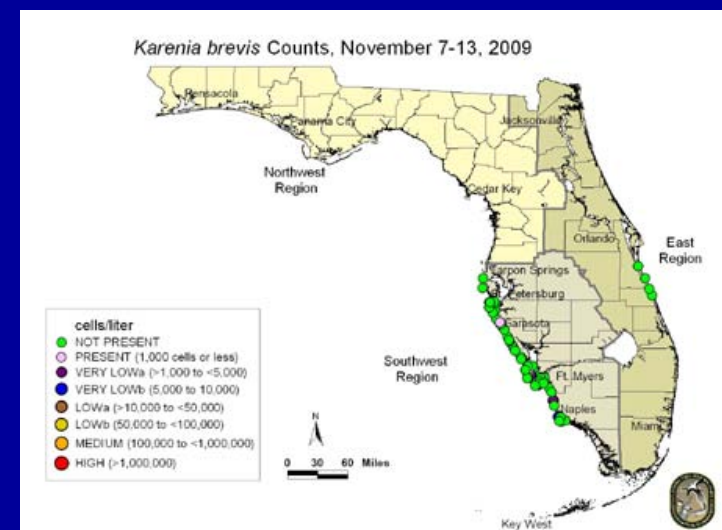 Karenia brevis Counts, November 7-13, 2009
Pensacola
Panama City
Jacksonville
Northwest
Region
Cedar Key
Orlando
East
Region
Tarpon Springs
St. Petersburg
Sarasota
Southwest
Region
Ft. Myers
Naples
Miami
Key West
cells/liter
NOT PRESENT
PRESENT (1,000 cells or less)
VERY LOWa (>1,000 to <5,000)
VERY LOWb (5,000 to 10,000)
LOWa (>10,000 to <50,000)
LOWb (50,000 to <100,000)
MEDIUM (100,000 to <1,000,000)
HIGH (>1,000,000)
N
0 30 60 Miles